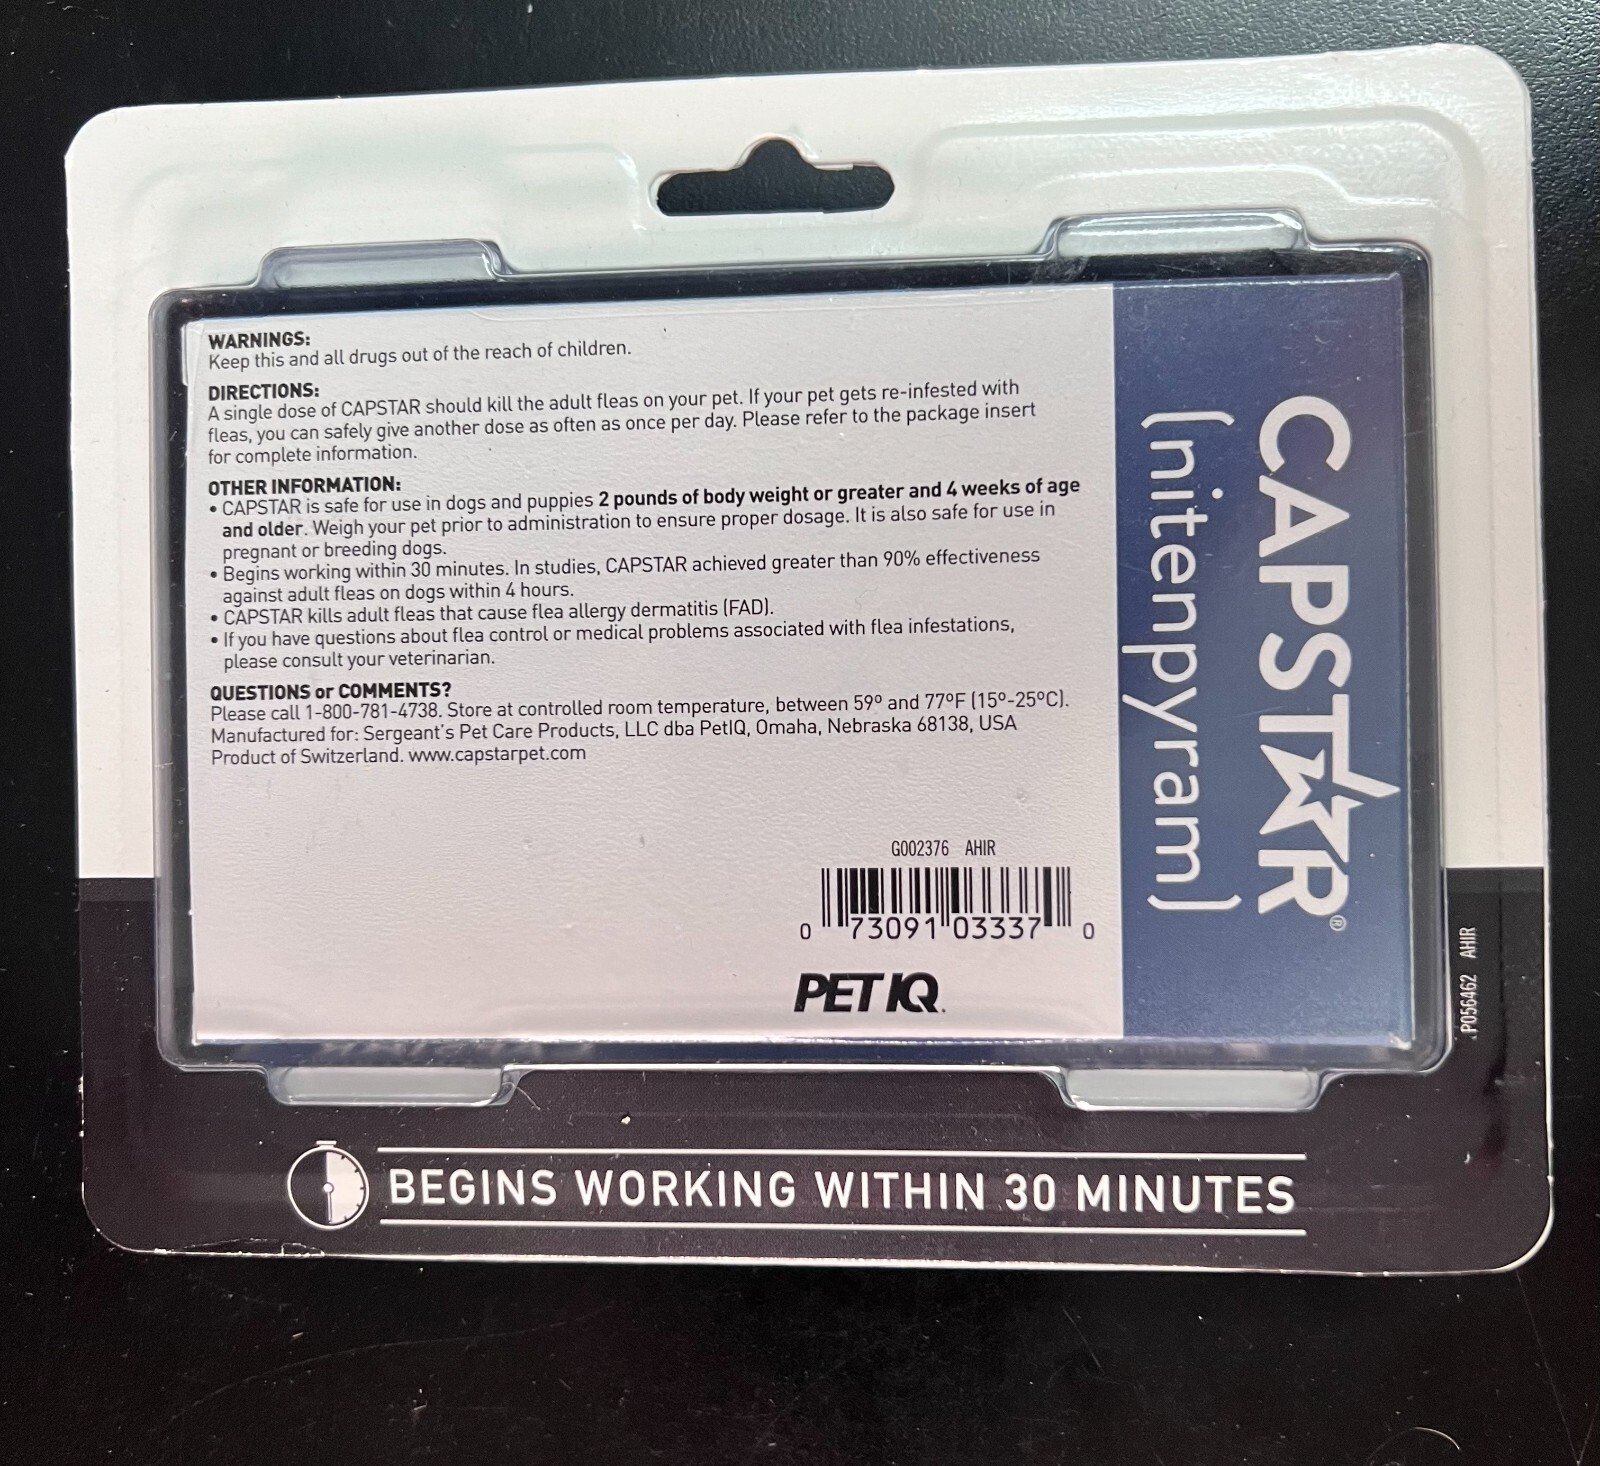 WARNINGS:
Keep this and all drugs out of the reach of children.
DIRECTIONS:
A single dose of CAPSTAR should kill the adult fleas on your pet. If your pet gets re-infested with
fleas, you can safely give another dose as often as once per day. Please refer to the package insert
for complete information.
OTHER INFORMATION:
• CAPSTAR is safe for use in dogs and puppies 2 pounds of body weight or greater and 4 weeks of age
and older. Weigh your pet prior to administration to ensure proper dosage. It is also safe for use in
pregnant or breeding dogs.
• Begins working within 30 minutes. In studies, CAPSTAR achieved greater than 90% effectiveness
against adult fleas on dogs within 4 hours.
• CAPSTAR kills adult fleas that cause flea allergy dermatitis (FAD).
• If you have questions about flea control or medical problems associated with flea infestations,
please consult your veterinarian.
QUESTIONS or COMMENTS?
Please call 1-800-781-4738. Store at controlled room temperature, between 59º and 77ºF (15º-25ºC).
Manufactured for: Sergeant's Pet Care Products, LLC dba PetIQ, Omaha, Nebraska 68138, USA
Product of Switzerland. www.capstarpet.com
G002376 AHIR
0 73091 03337 0
PETIQ.
CAPSTAR®
(nitenpyram)
P056462 AHIR
BEGINS WORKING WITHIN 30 MINUTES